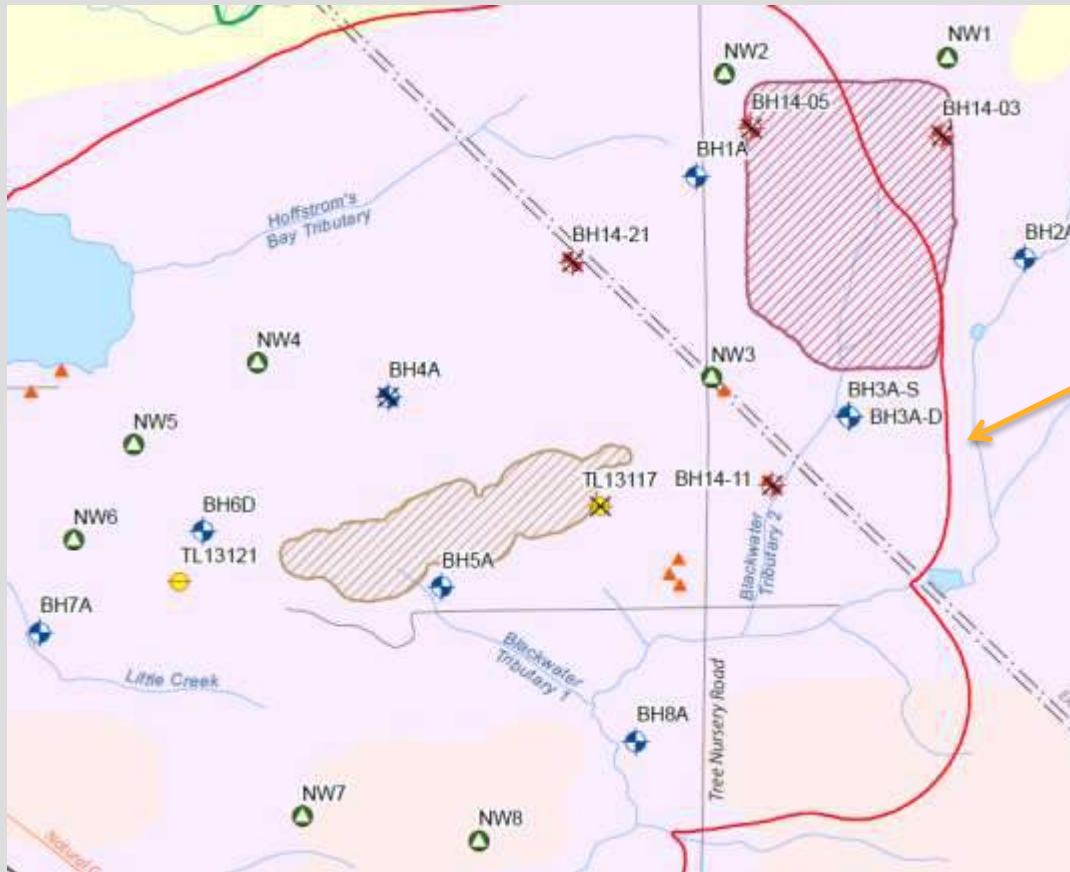 NW1
NW2
BH14-05
BH14-03
BH1A
Hoffstrom's
Bay Tributary
BH14-21
BH2A
NW4
NW3
BH4A
BH3A-S
BH3A-D
NW5
TL13117
BH14-11
NW6
BH6D
TL13121
BH5A
Blackwater
Tributary 2
BH7A
Blackwater
Tributary 1
Little Creek
Tree Nursery Road
BH8A
NW7
NW8
Natural